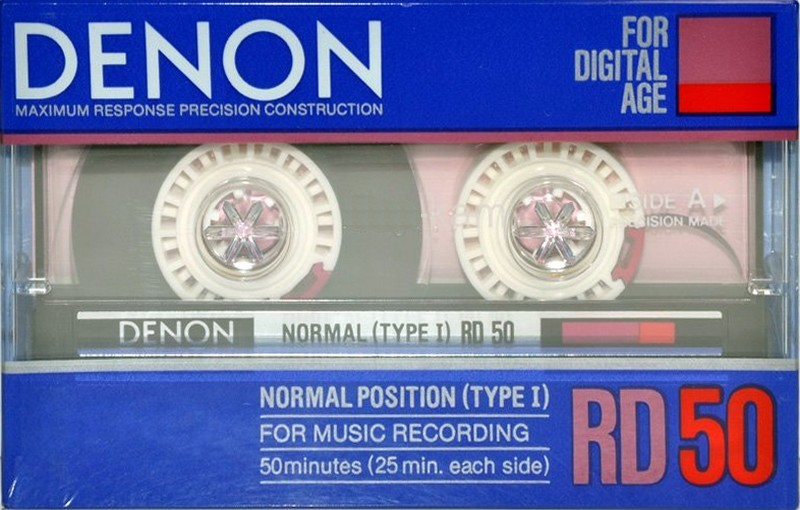 DENON
MAXIMUM RESPONSE PRECISION CONSTRUCTION
FOR
DIGITAL
AGE
SIDE A
DENON
NORMAL (TYPE I) RD 50
NORMAL POSITION (TYPE I)
FOR MUSIC RECORDING
50minutes (25 min. each side)
RD 50